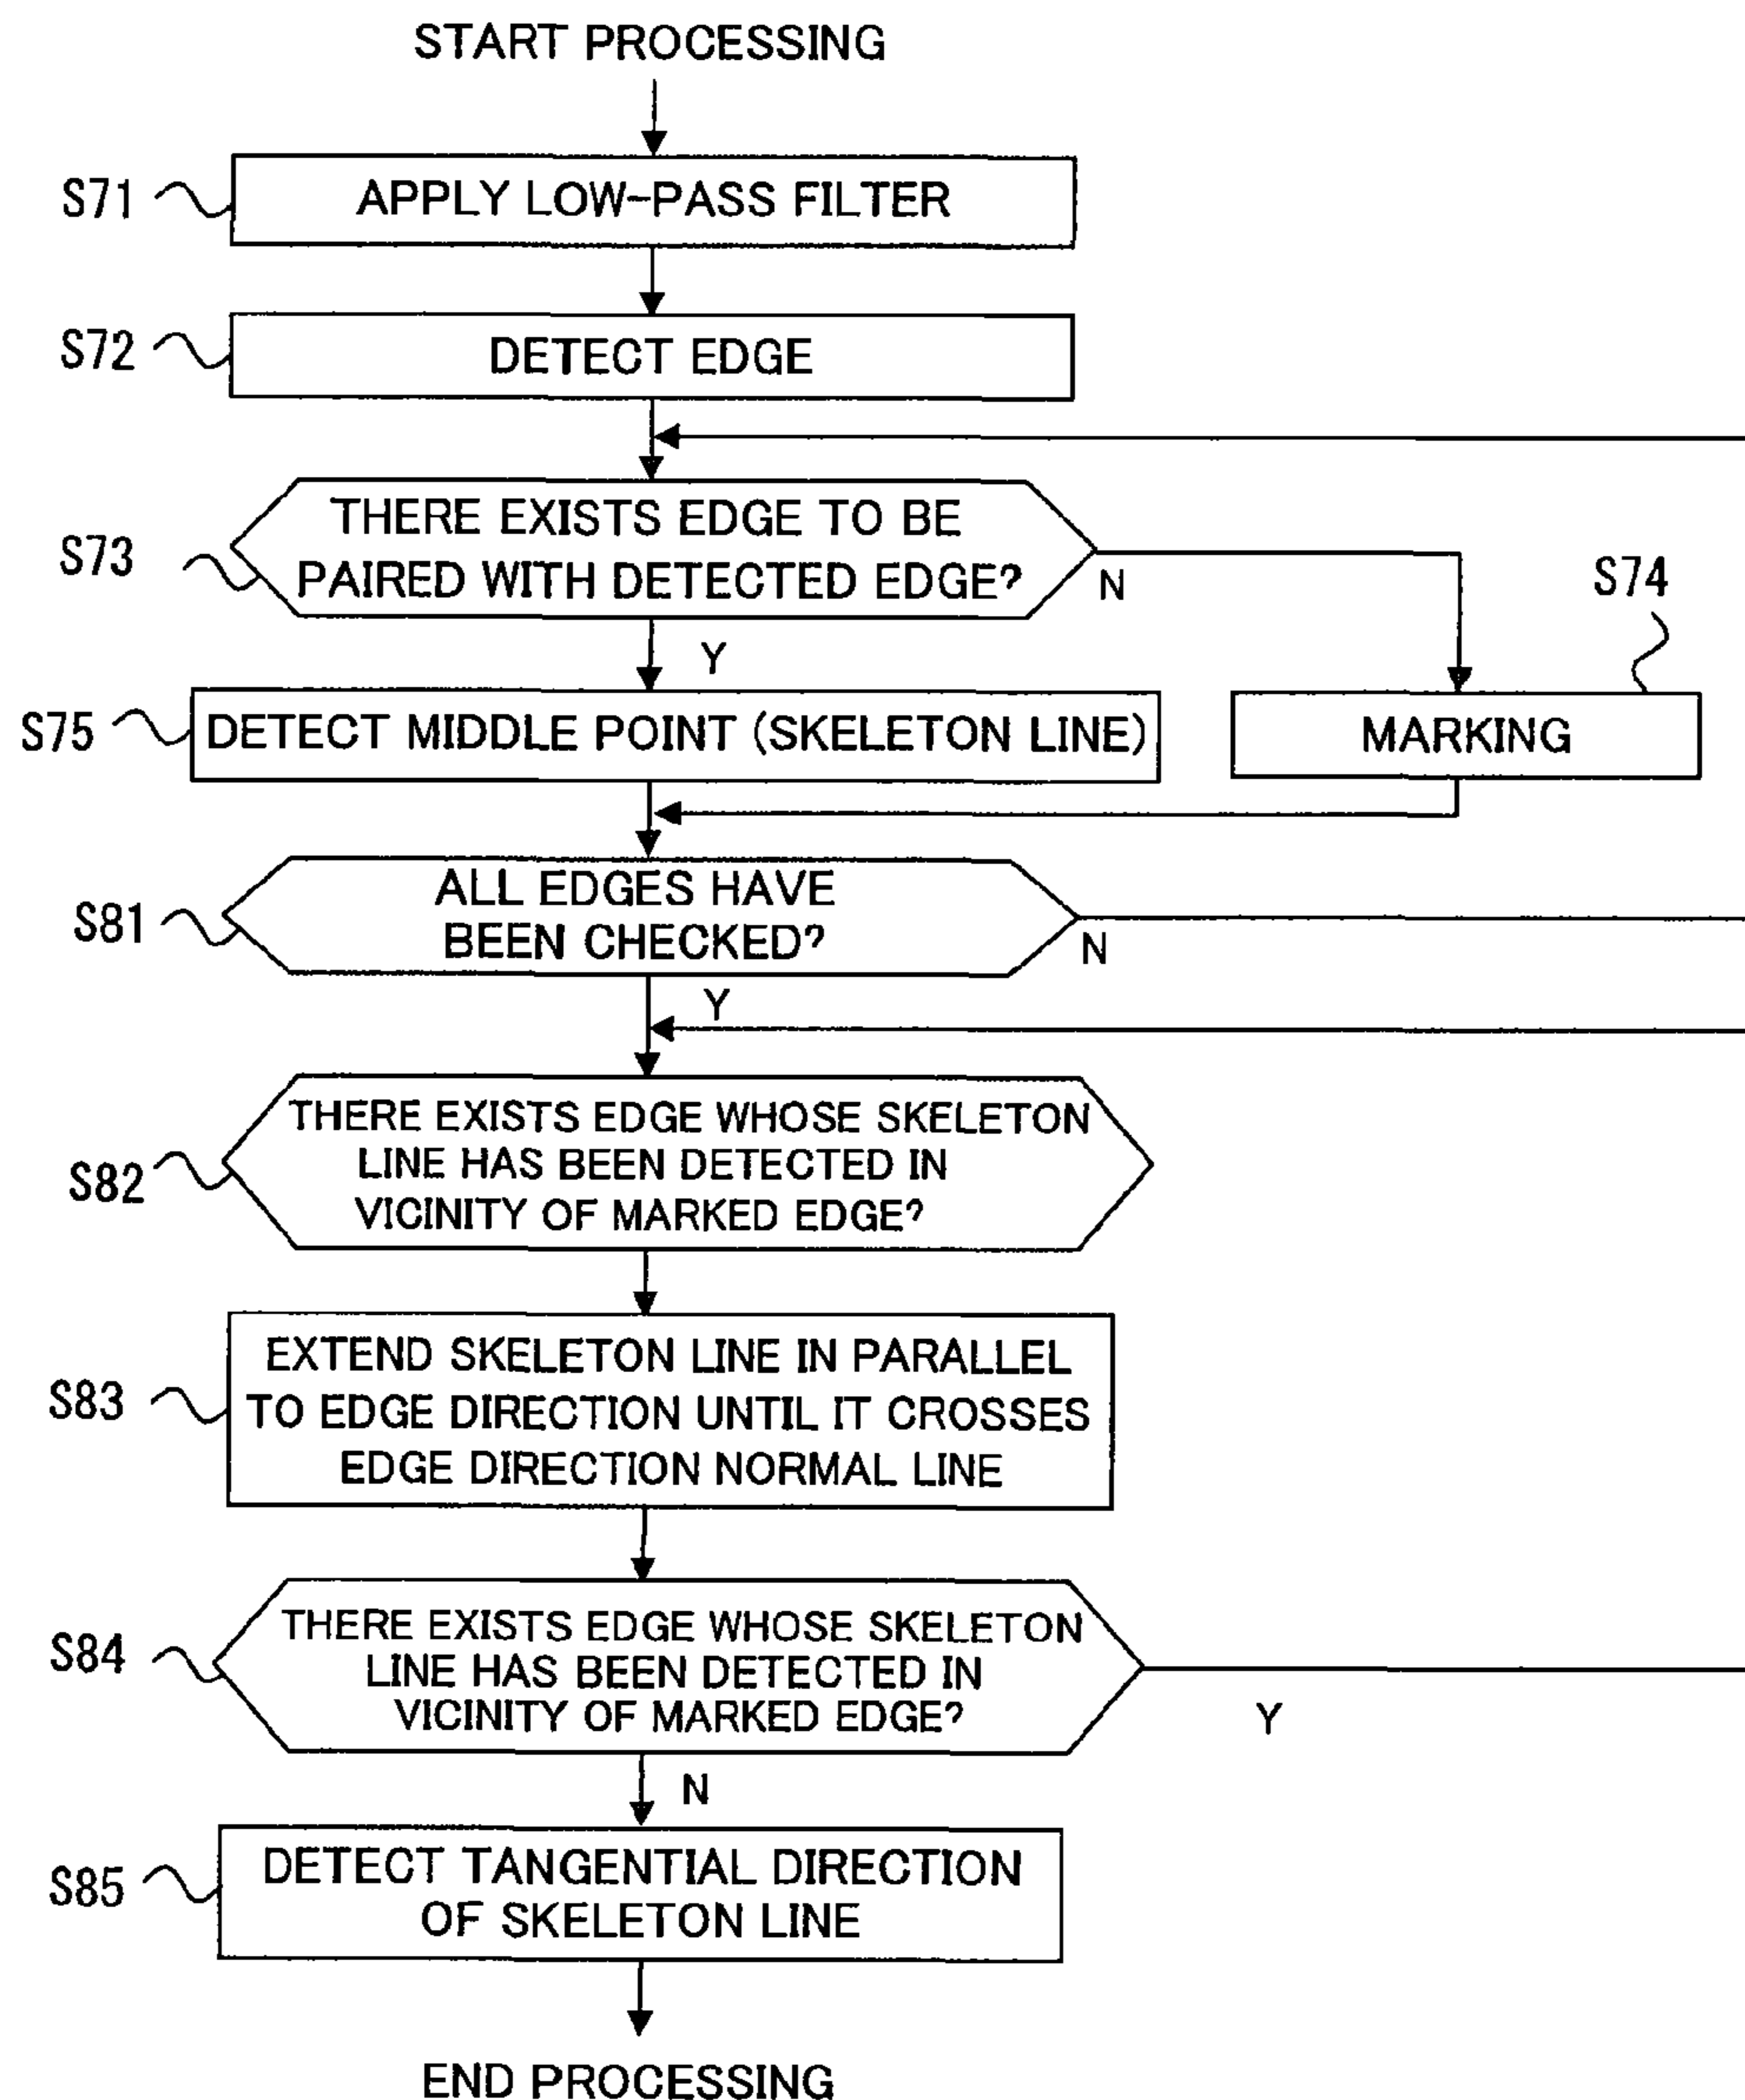 START PROCESSING
S71
APPLY LOW-PASS FILTER
S72
DETECT EDGE
S73
THERE EXISTS EDGE TO BE
PAIRED WITH DETECTED EDGE?
N
S74
Y
S75
DETECT MIDDLE POINT (SKELETON LINE)
MARKING
S81
ALL EDGES HAVE
BEEN CHECKED?
N
Y
S82
THERE EXISTS EDGE WHOSE SKELETON
LINE HAS BEEN DETECTED IN
VICINITY OF MARKED EDGE?
S83
EXTEND SKELETON LINE IN PARALLEL
TO EDGE DIRECTION UNTIL IT CROSSES
EDGE DIRECTION NORMAL LINE
S84
THERE EXISTS EDGE WHOSE SKELETON
LINE HAS BEEN DETECTED IN
VICINITY OF MARKED EDGE?
Y
N
S85
DETECT TANGENTIAL DIRECTION
OF SKELETON LINE
END PROCESSING